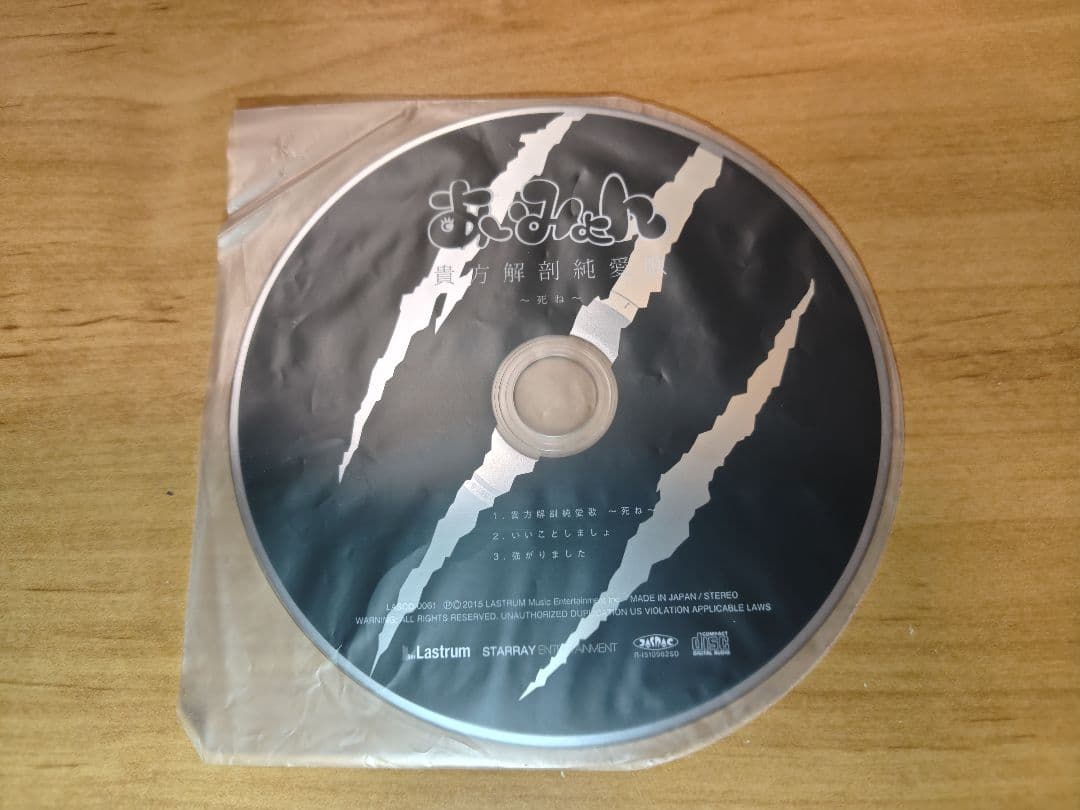 あいみょん
貴方解剖純愛歌
～死ね～
1. 貴方解剖純愛歌 ～死ね～
2. いいことしましょ
3. 強がりました
LASCD-0061 ℗© 2015 LASTRUM Music Entertainment Inc. MADE IN JAPAN / STEREO
WARNING: ALL RIGHTS RESERVED. UNAUTHORIZED DUPLICATION US VIOLATION APPLICABLE LAWS
Lastrum STARRAY ENTERTAINMENT JASRAC COMPACT
disc
R-1510962SD DIGITAL AUDIO